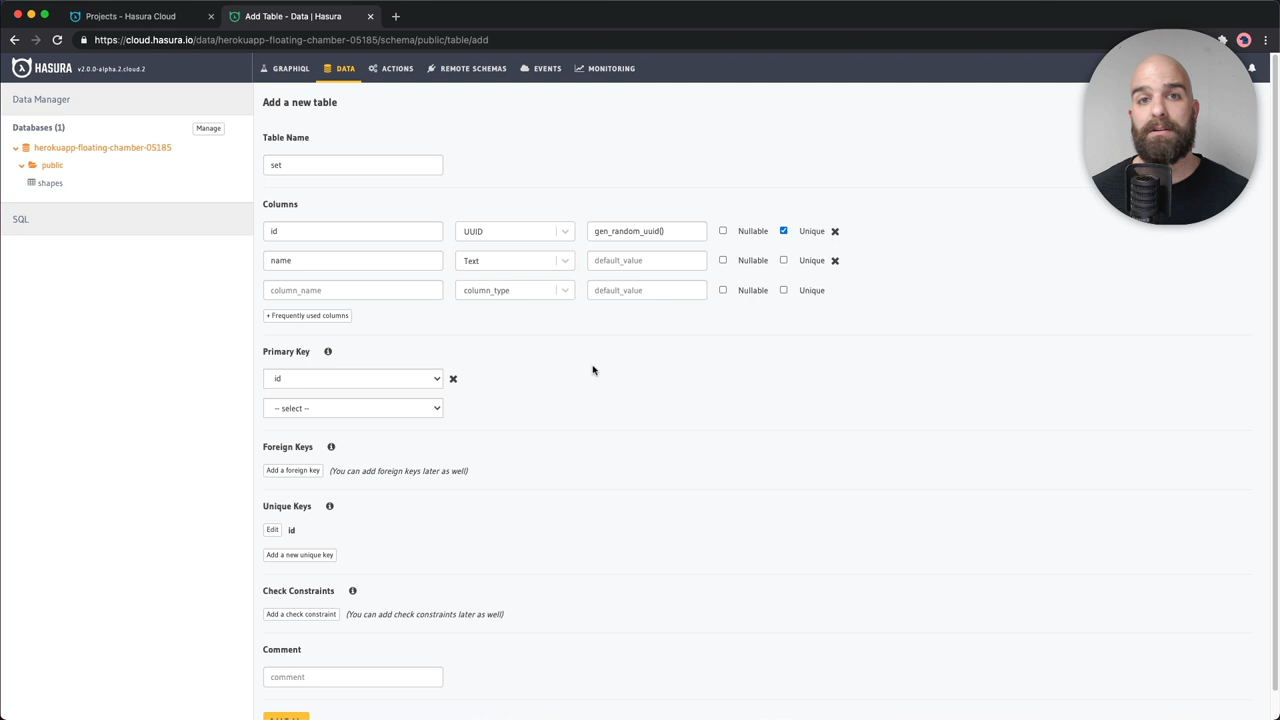 Projects - Hasura Cloud
Add Table - Data | Hasura
https://cloud.hasura.io/data/herokuapp-floating-chamber-05185/schema/public/table/add
HASURA v2.0.0-alpha.2.cloud.2
GRAPHIQL DATA ACTIONS REMOTE SCHEMAS EVENTS MONITORING
Data Manager
Databases (1) Manage
herokuapp-floating-chamber-05185
public
shapes
SQL
Add a new table
Table Name
set
Columns
id UUID gen_random_uuid() Nullable Unique
name Text default_value Nullable Unique
column_name column_type default_value Nullable Unique
+ Frequently used columns
Primary Key
id
-- select --
Foreign Keys
Add a foreign key (You can add foreign keys later as well)
Unique Keys
Edit id
Add a new unique key
Check Constraints
Add a check constraint (You can add check constraints later as well)
Comment
comment